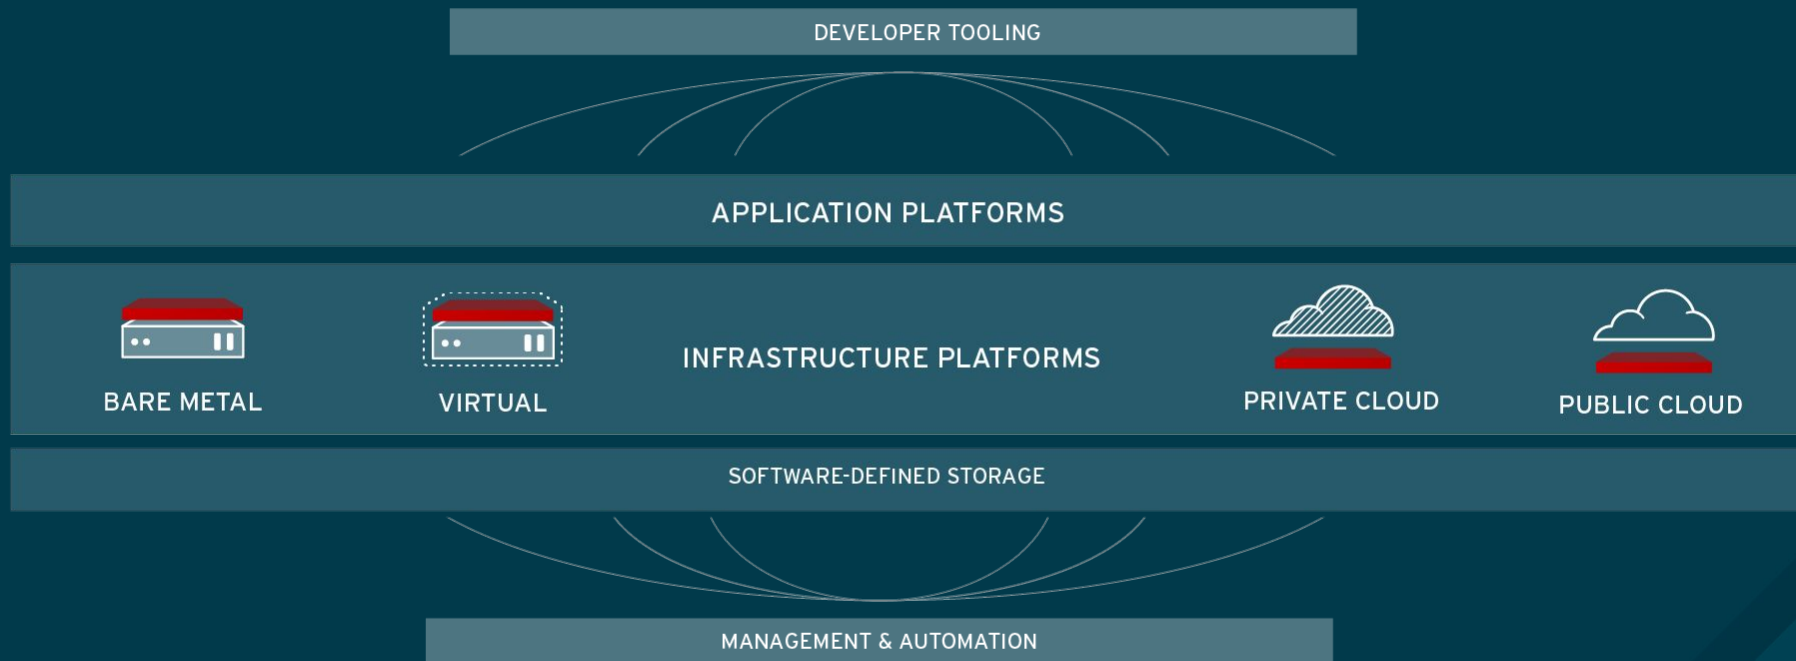 DEVELOPER TOOLING
APPLICATION PLATFORMS
BARE METAL
VIRTUAL
INFRASTRUCTURE PLATFORMS
PRIVATE CLOUD
PUBLIC CLOUD
SOFTWARE-DEFINED STORAGE
MANAGEMENT & AUTOMATION